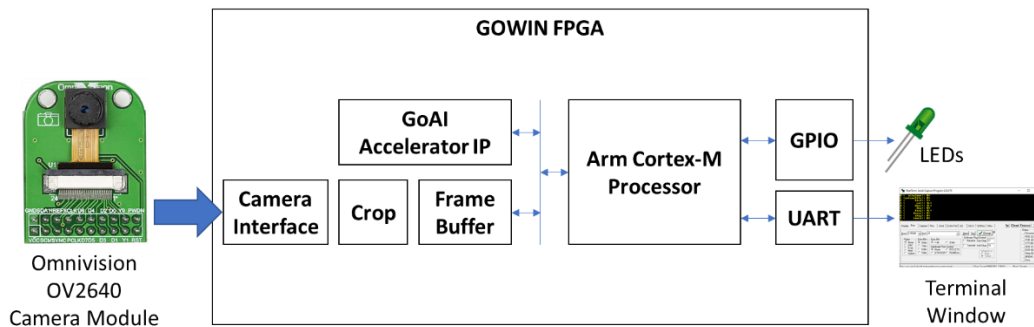 GOWIN FPGA
GoAI
Accelerator IP
Camera
Interface
Crop
Frame
Buffer
Arm Cortex-M
Processor
GPIO
UART
LEDs
Omnivision
OV2640
Camera Module
Terminal
Window